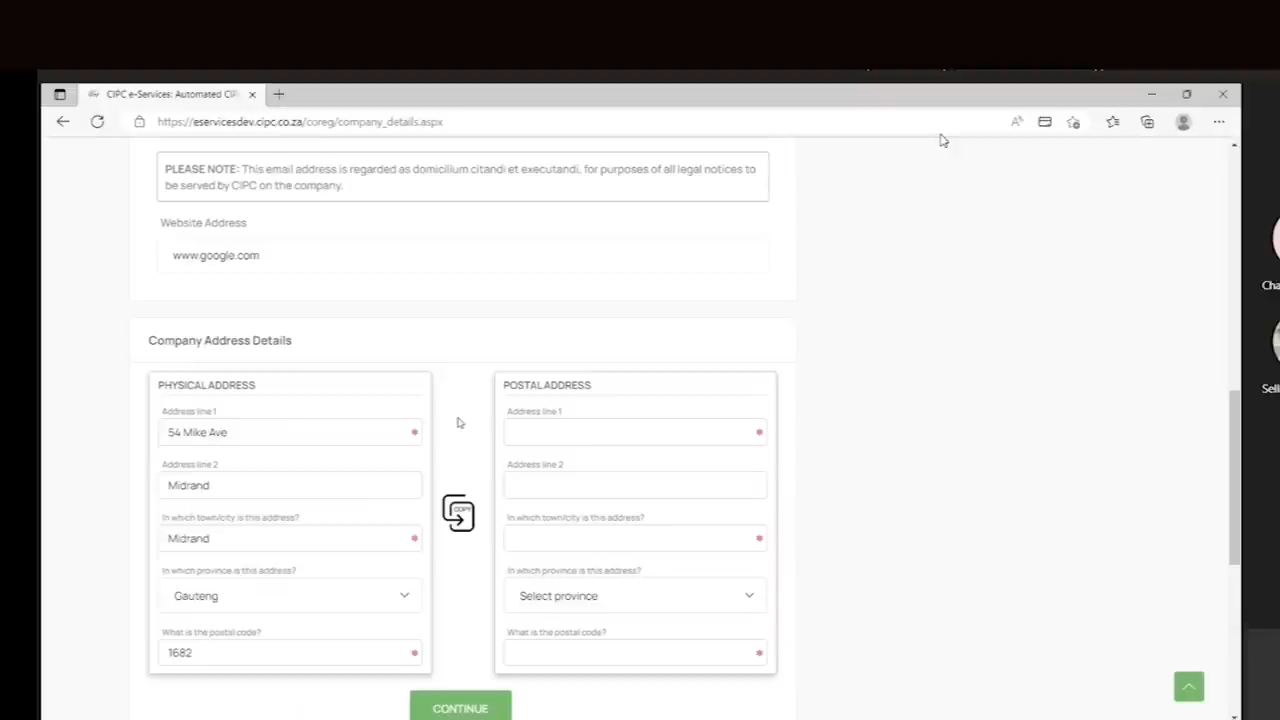 CIPC e-Services: Automated CIP
https://eservicesdev.cipc.co.za/coreg/company_details.aspx
PLEASE NOTE: This email address is regarded as domicilium citandi et executandi, for purposes of all legal notices to
be served by CIPC on the company.
Website Address
www.google.com
Company Address Details
PHYSICAL ADDRESS
Address line 1
54 Mike Ave
Address line 2
Midrand
In which town/city is this address?
Midrand
In which province is this address?
Gauteng
What is the postal code?
1682
COPY
POSTAL ADDRESS
Address line 1
Address line 2
In which town/city is this address?
In which province is this address?
Select province
What is the postal code?
CONTINUE
Cha
Sell